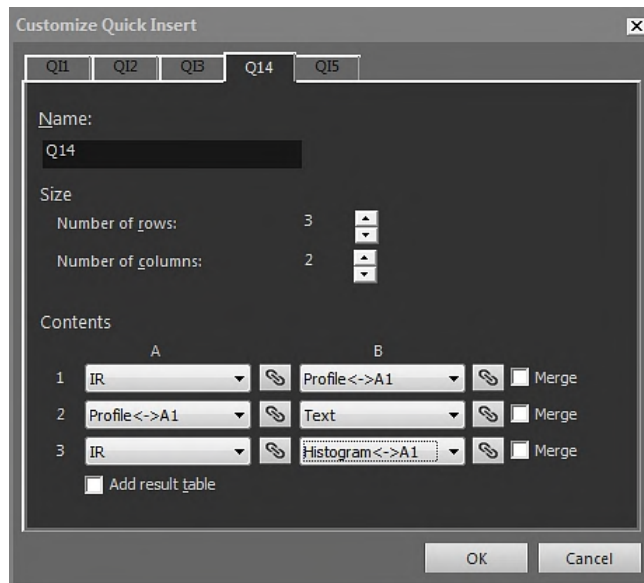 Customize Quick Insert
QI1 QI2 QI3 Q14 QI5
Name:
Q14
Size
Number of rows: 3
Number of columns: 2
Contents
A B
1 IR Profile<->A1 Merge
2 Profile<->A1 Text Merge
3 IR Histogram<->A1 Merge
Add result table
OK Cancel